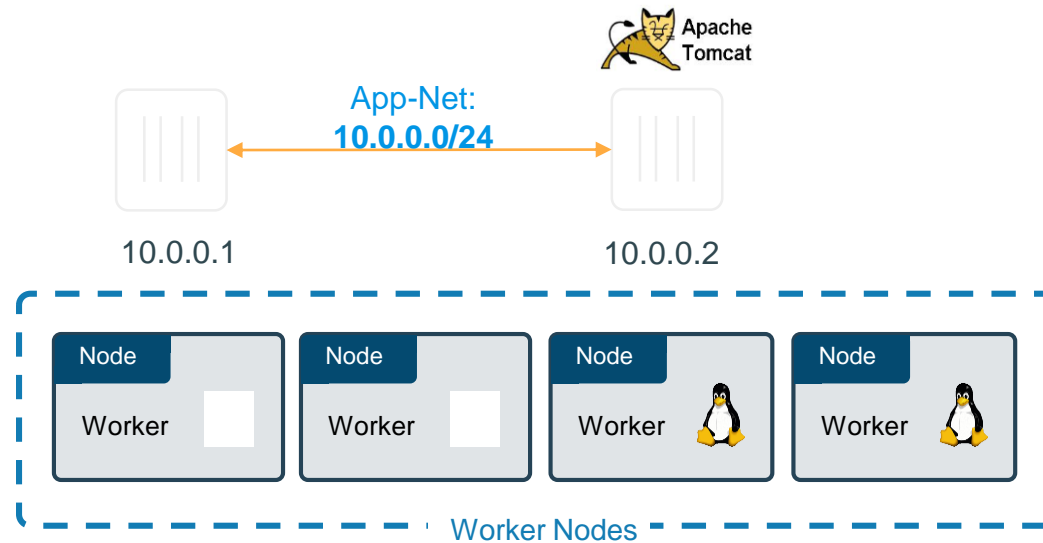 Apache
Tomcat
App-Net:
10.0.0.0/24
10.0.0.1
10.0.0.2
Node
Node
Node
Node
Worker
Worker
Worker
Worker
Worker Nodes